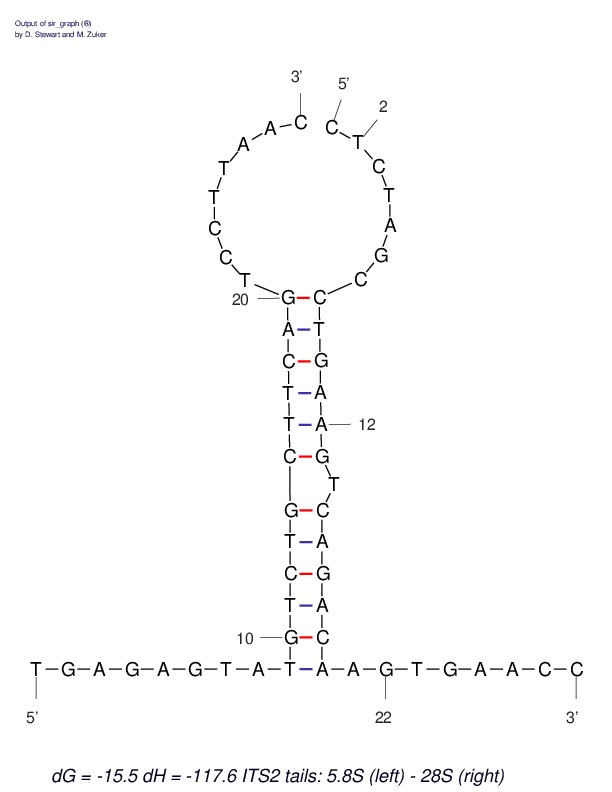 Output of sir_graph (®)
by D. Stewart and M. Zuker
3'
5'
2
C
C
A
T
A
C
T
T
T
A
C
G
C
C
T
20
G
C
A
T
C
G
T
A
T
A
12
C
G
T
G
C
T
A
C
G
T
A
10
G
C
T-G-A-G-A-G-T-A-T-A-A-G-T-G-A-A-C-C
5'
22
3'
dG = -15.5 dH = -117.6 ITS2 tails: 5.8S (left) - 28S (right)